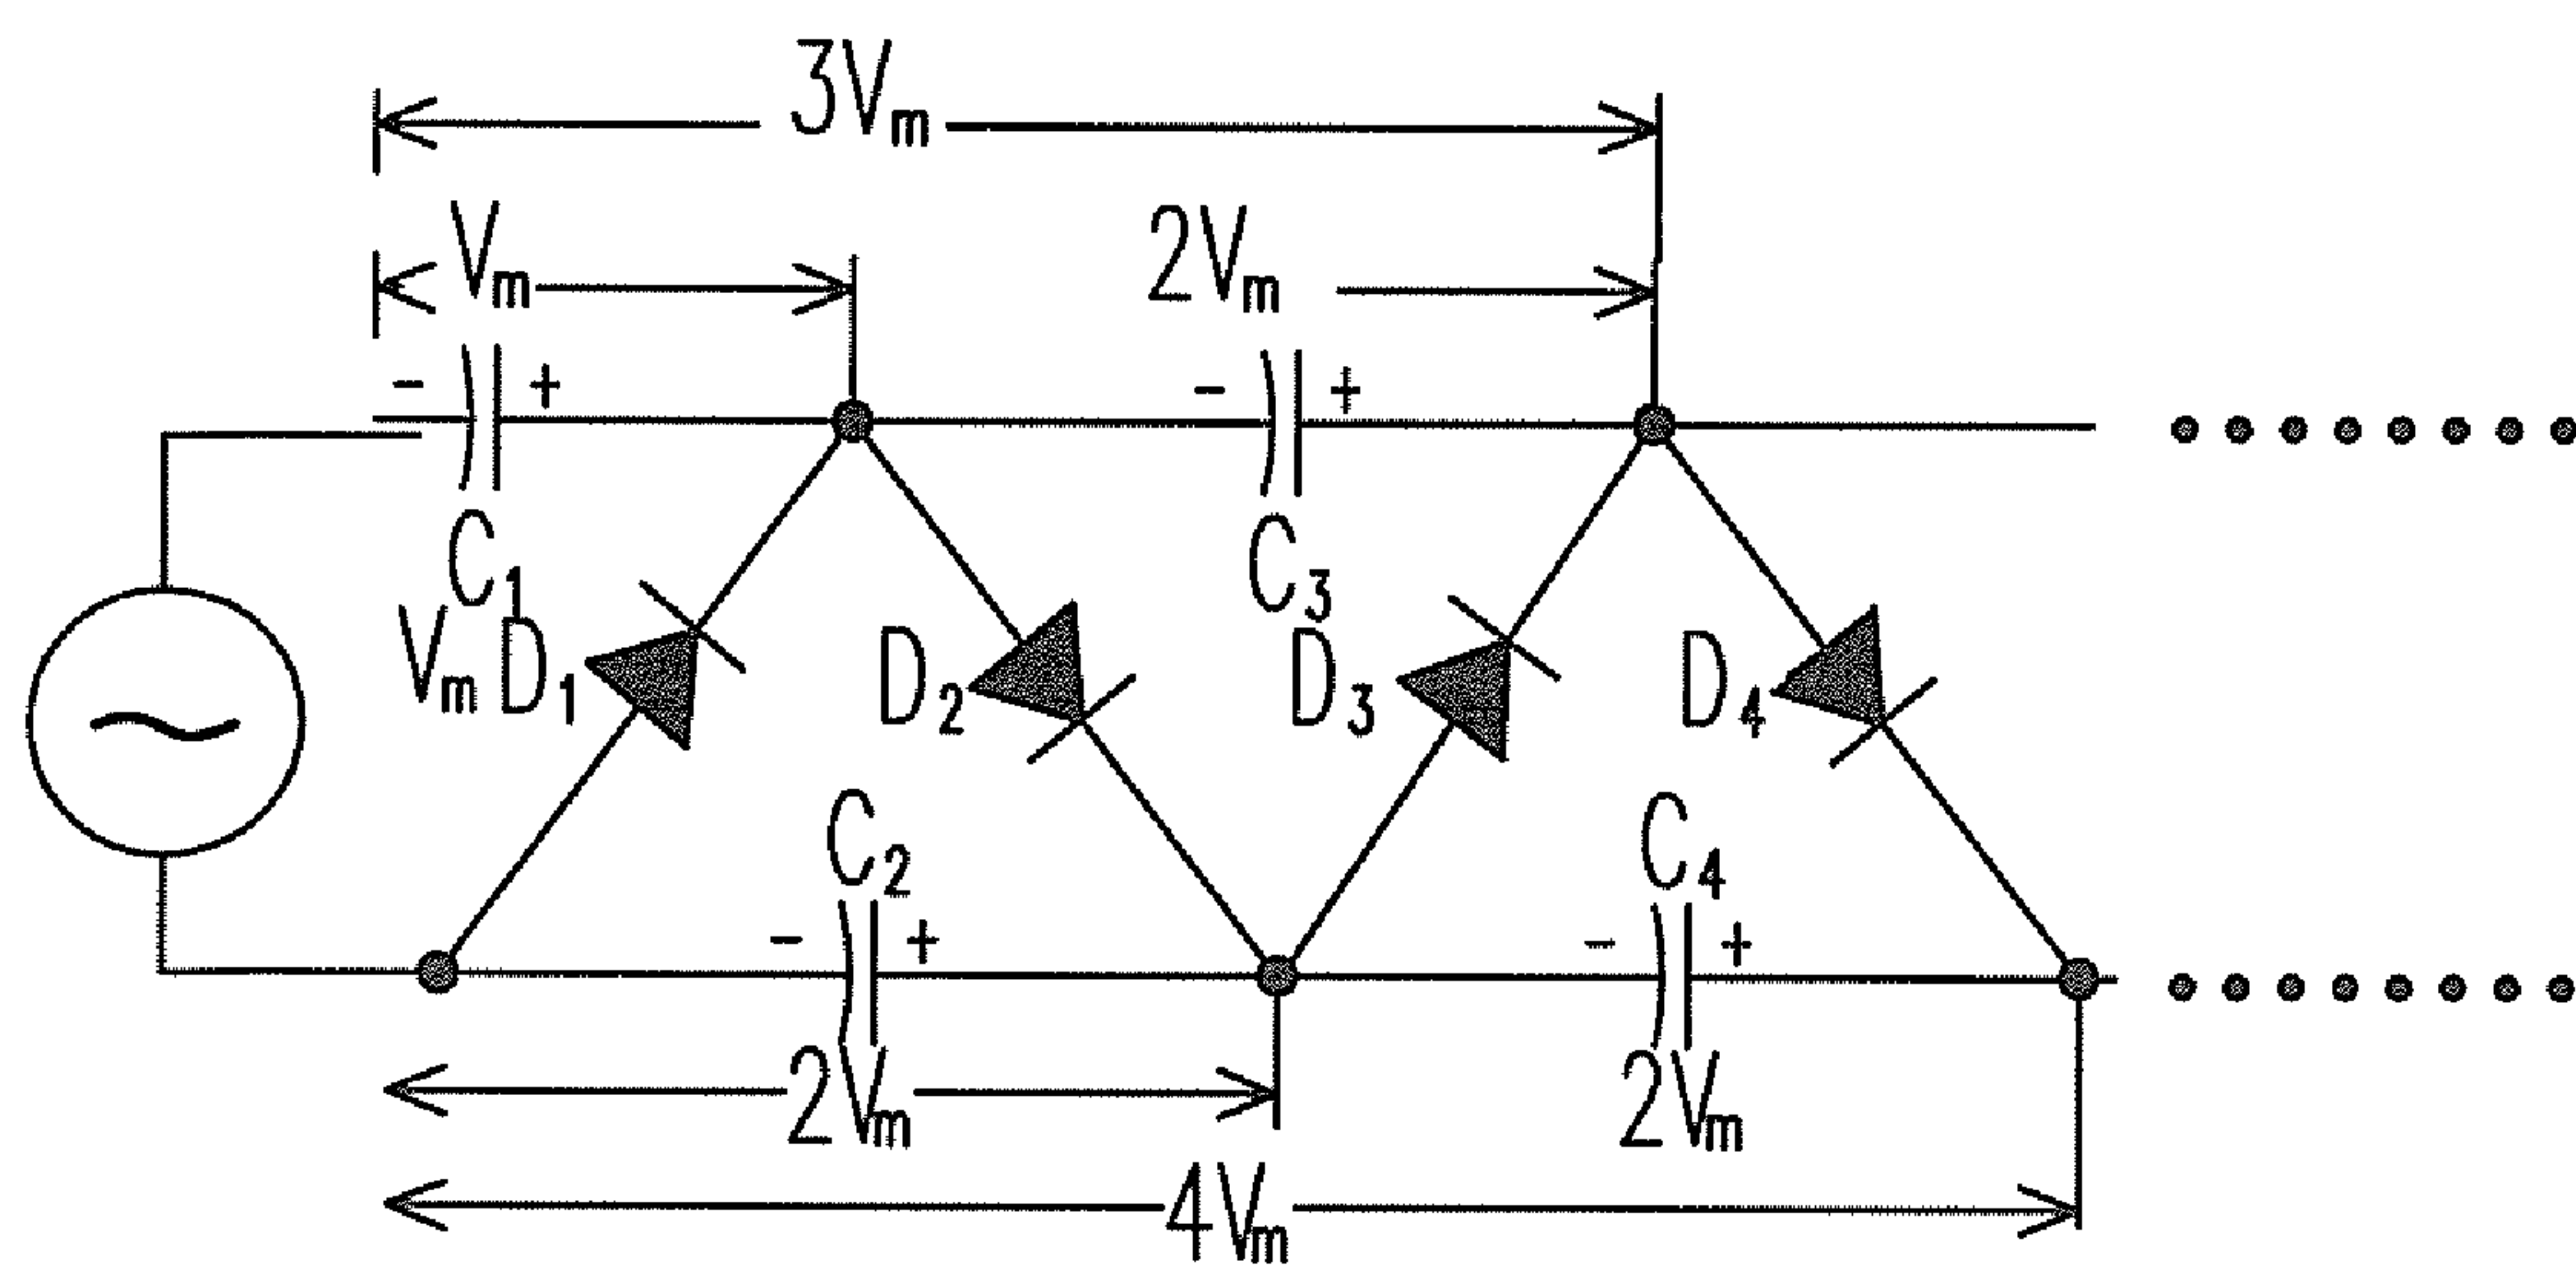 3Vm
Vm 2Vm
- + - +
C1 C3
Vm D1 D2 D3 D4
C2 C4
- + - +
2Vm 2Vm
4Vm